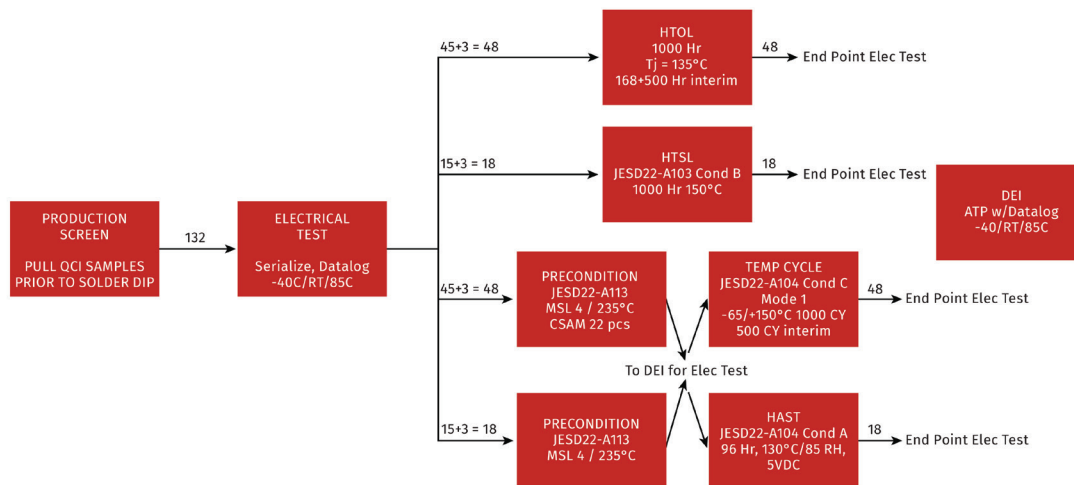 PRODUCTION
SCREEN
PULL QCI SAMPLES
PRIOR TO SOLDER DIP
132
ELECTRICAL
TEST
Serialize, Datalog
-40C/RT/85C
45+3 = 48
HTOL
1000 Hr
Tj = 135°C
168+500 Hr interim
48
End Point Elec Test
15+3 = 18
HTSL
JESD22-A103 Cond B
1000 Hr 150°C
18
End Point Elec Test
DEI
ATP w/Datalog
-40/RT/85C
45+3 = 48
PRECONDITION
JESD22-A113
MSL 4 / 235°C
CSAM 22 pcs
TEMP CYCLE
JESD22-A104 Cond C
Mode 1
-65/+150°C 1000 CY
500 CY interim
48
End Point Elec Test
To DEI for Elec Test
15+3 = 18
PRECONDITION
JESD22-A113
MSL 4 / 235°C
HAST
JESD22-A104 Cond A
96 Hr, 130°C/85 RH,
5VDC
18
End Point Elec Test